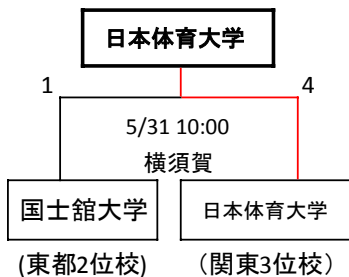 日本体育大学
1 4
5/31 10:00
横須賀
国士舘大学 日本体育大学
(東都2位校) （関東3位校）